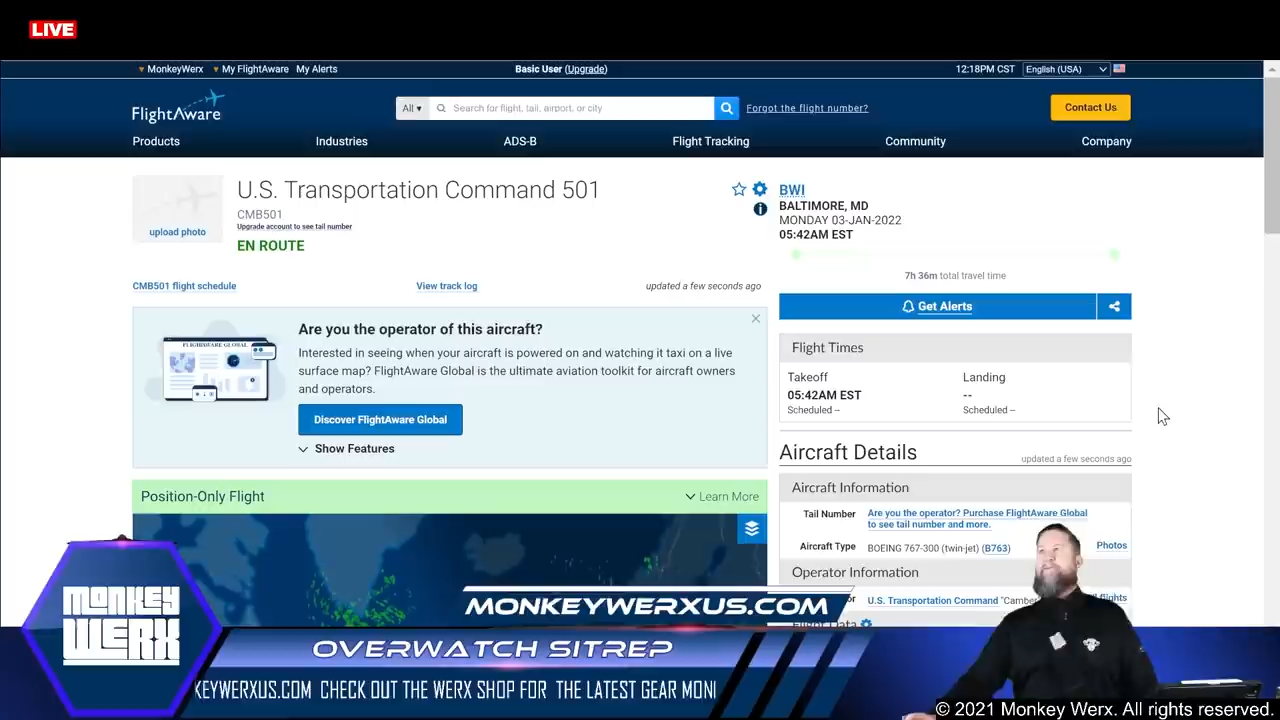 LIVE
MonkeyWerx My FlightAware My Alerts
Basic User (Upgrade)
12:18PM CST English (USA)
FlightAware
All Search for flight, tail, airport, or city
Forgot the flight number?
Contact Us
Products Industries ADS-B Flight Tracking Community Company
upload photo
U.S. Transportation Command 501
CMB501
Upgrade account to see tail number
EN ROUTE
BWI
BALTIMORE, MD
MONDAY 03-JAN-2022
05:42AM EST
7h 36m total travel time
CMB501 flight schedule
View track log
updated a few seconds ago
Get Alerts
Are you the operator of this aircraft?
Interested in seeing when your aircraft is powered on and watching it taxi on a live
surface map? FlightAware Global is the ultimate aviation toolkit for aircraft owners
and operators.
FLIGHTAWARE GLOBAL
Discover FlightAware Global
Show Features
Flight Times
Takeoff
05:42AM EST
Scheduled --
Landing
--
Scheduled --
Aircraft Details
updated a few seconds ago
Aircraft Information
Tail Number
Are you the operator? Purchase FlightAware Global
to see tail number and more.
Aircraft Type
BOEING 767-300 (twin-jet) (B763)
Photos
Operator Information
U.S. Transportation Command "Camber
flights
Flight Data
Position-Only Flight
Learn More
MONKEY
WERX
MONKEYWERXUS.COM
OVERWATCH SITREP
KEYWERXUS.COM CHECK OUT THE WERX SHOP FOR THE LATEST GEAR MONI
© 2021 Monkey Werx. All rights reserved.